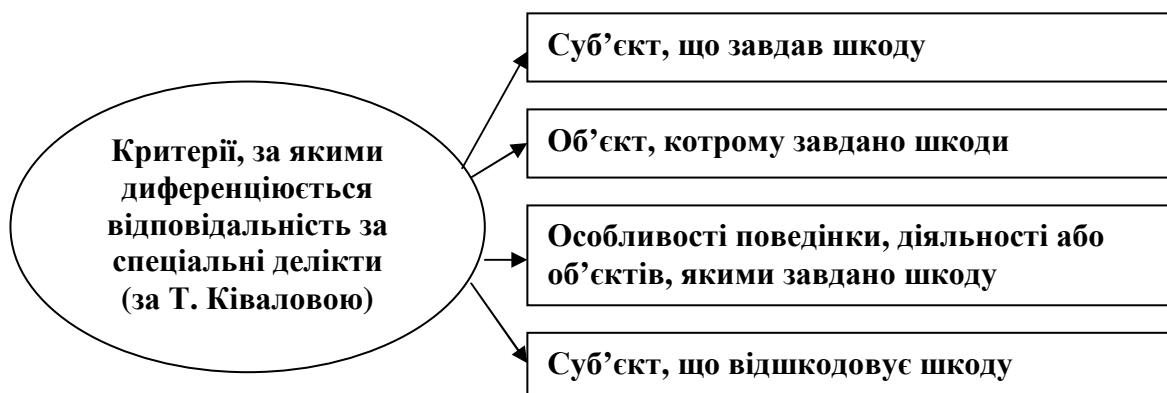 Критерії, за якими
диференціюється
відповідальність за
спеціальні делікти
(за Т. Ківаловою)
Суб’єкт, що завдав шкоду
Об’єкт, котрому завдано шкоди
Особливості поведінки, діяльності або
об’єктів, якими завдано шкоду
Суб’єкт, що відшкодовує шкоду